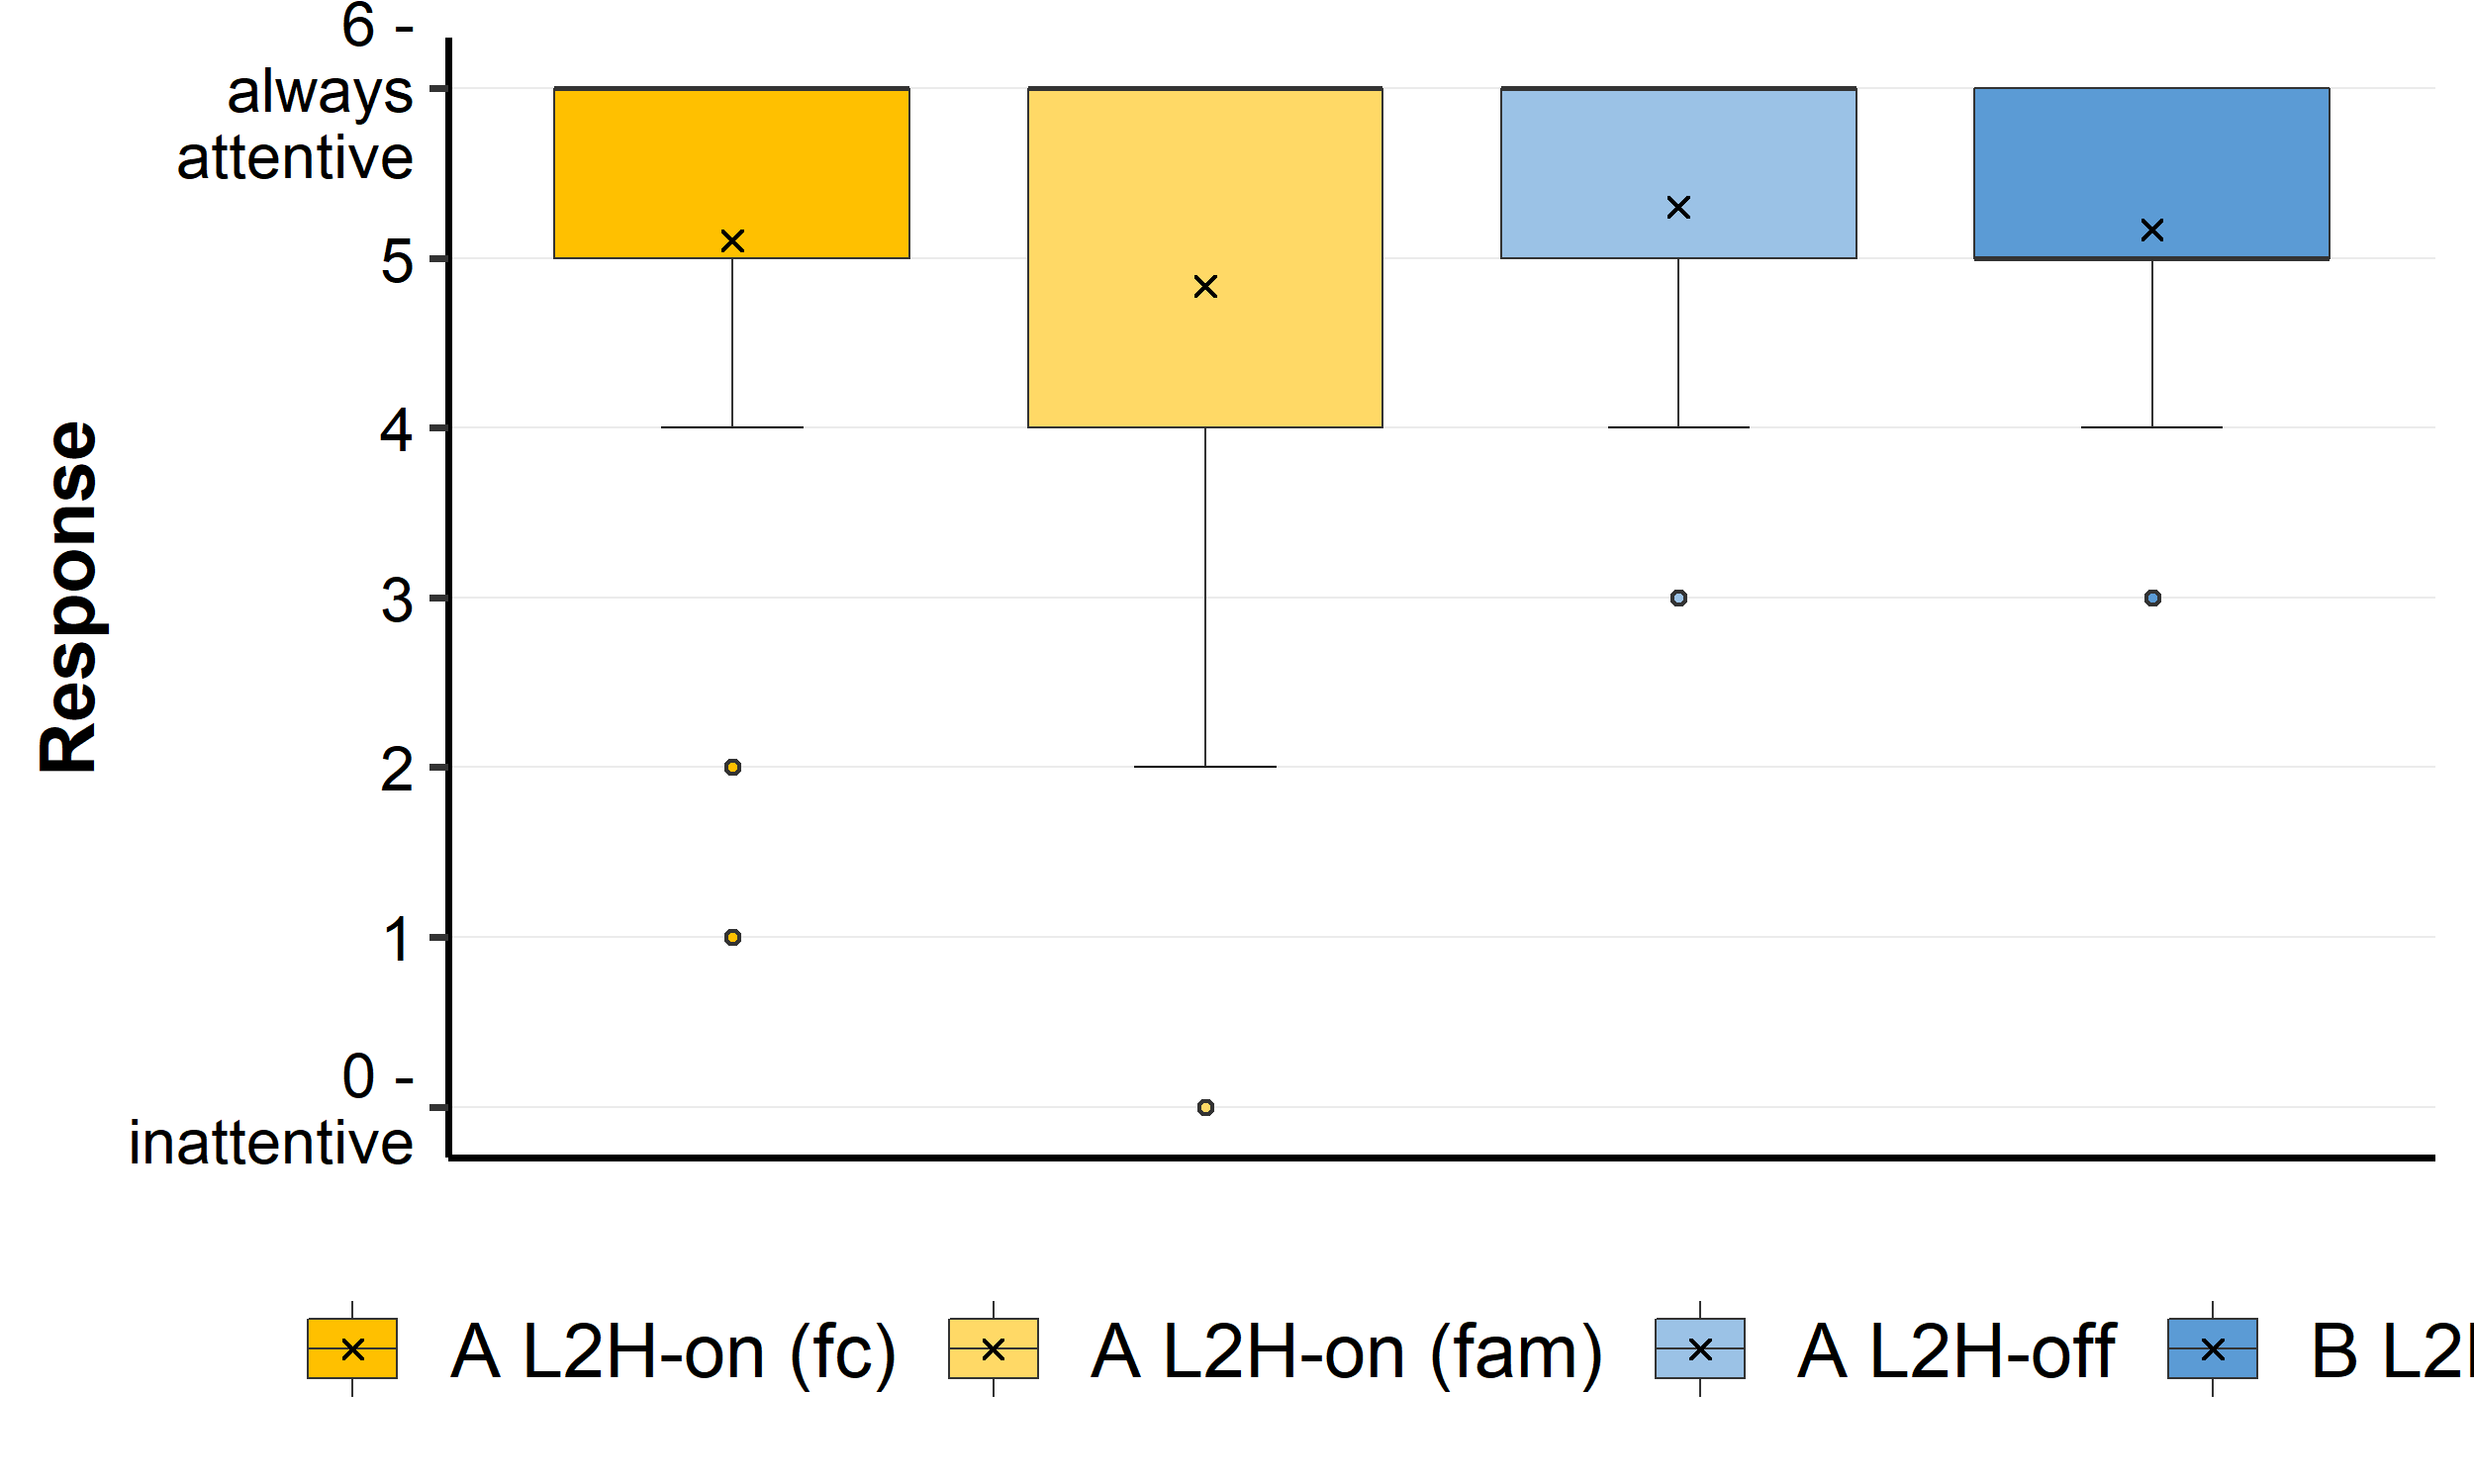 6 -
always
attentive
5
4
3
2
1
0 -
inattentive
Response
A L2H-on (fc)
A L2H-on (fam)
A L2H-off
B